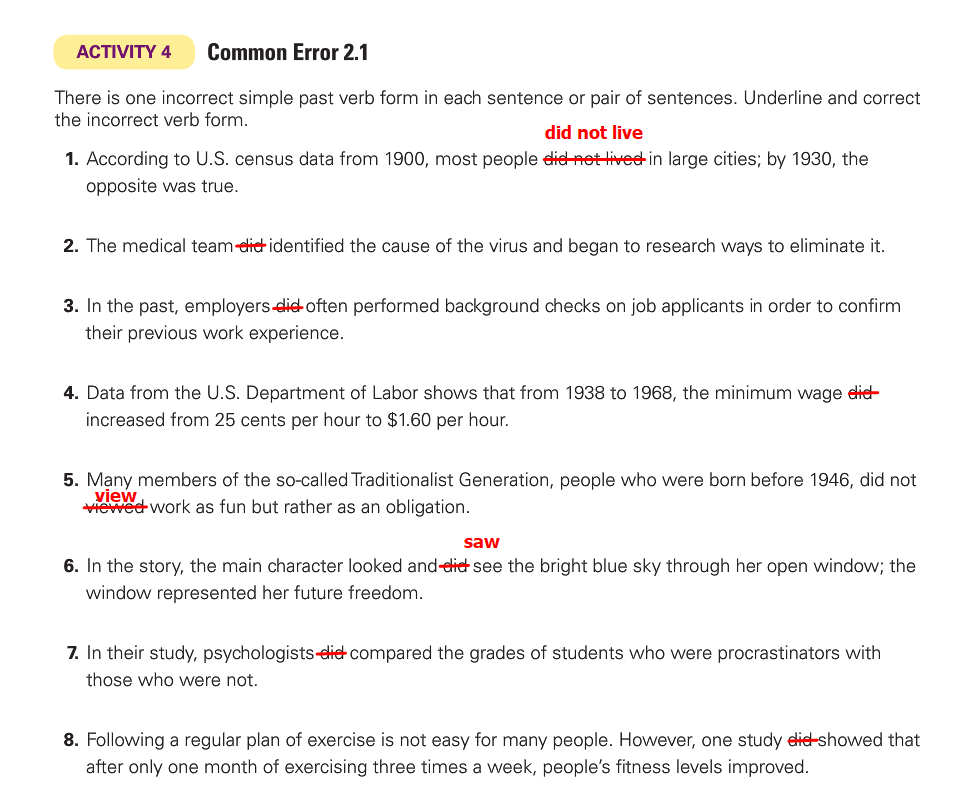 ACTIVITY 4 Common Error 2.1
There is one incorrect simple past verb form in each sentence or pair of sentences. Underline and correct
the incorrect verb form.
did not live
1. According to U.S. census data from 1900, most people did not lived in large cities; by 1930, the
opposite was true.
2. The medical team did identified the cause of the virus and began to research ways to eliminate it.
3. In the past, employers did often performed background checks on job applicants in order to confirm
their previous work experience.
4. Data from the U.S. Department of Labor shows that from 1938 to 1968, the minimum wage did
increased from 25 cents per hour to $1.60 per hour.
5. Many members of the so-called Traditionalist Generation, people who were born before 1946, did not
view
viewed work as fun but rather as an obligation.
saw
6. In the story, the main character looked and did see the bright blue sky through her open window; the
window represented her future freedom.
7. In their study, psychologists did compared the grades of students who were procrastinators with
those who were not.
8. Following a regular plan of exercise is not easy for many people. However, one study did showed that
after only one month of exercising three times a week, people's fitness levels improved.